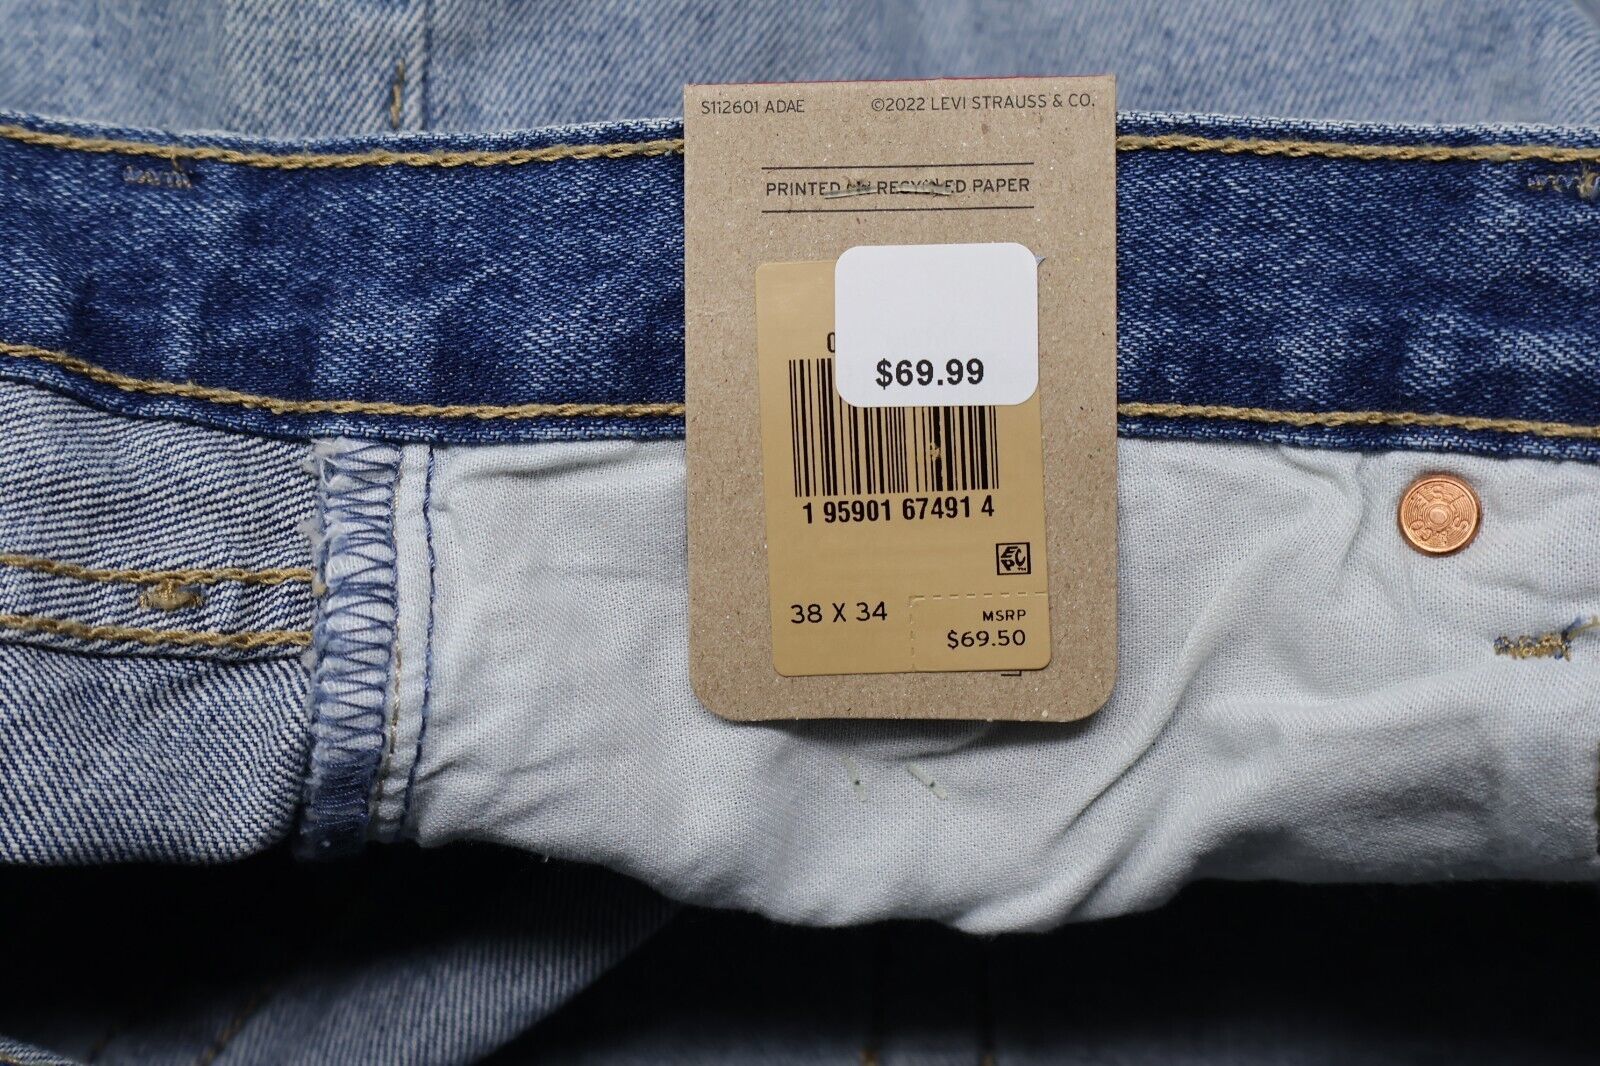 S112601 ADAE ©2022 LEVI STRAUSS & CO.
PRINTED ON RECYCLED PAPER
$69.99
1 95901 67491 4
EPC
38 X 34
MSRP
$69.50